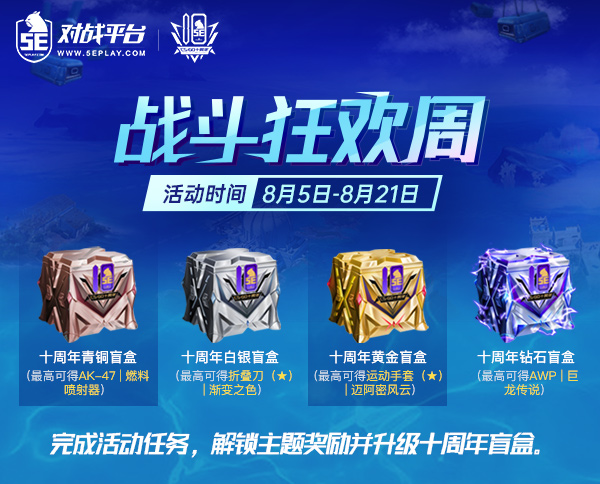 5E 对战平台
WWW.5EPLAY.COM
战斗狂欢周
活动时间 8月5日-8月21日
十周年青铜盲盒
（最高可得AK-47 | 燃料
喷射器）
十周年白银盲盒
（最高可得折叠刀（★）
| 渐变之色）
十周年黄金盲盒
（最高可得运动手套（★）
| 迈阿密风云）
十周年钻石盲盒
（最高可得AWP | 巨
龙传说）
完成活动任务，解锁主题奖励并升级十周年盲盒。